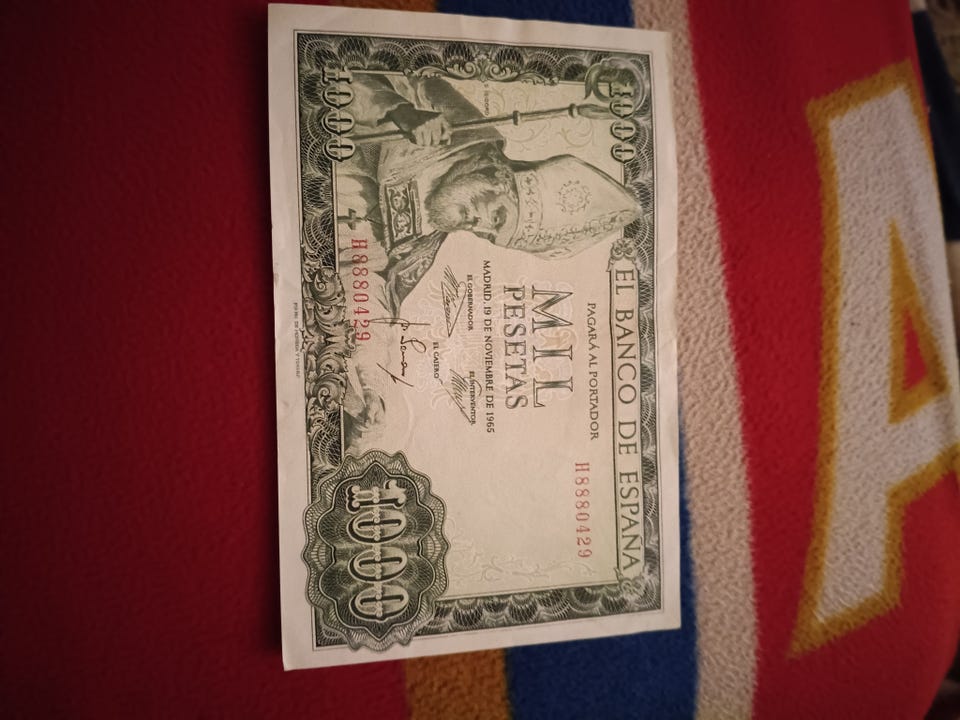 1000
EL BANCO DE ESPAÑA
PAGARÁ AL PORTADOR
H8880429
MIL
PESETAS
MADRID, 19 DE NOVIEMBRE DE 1965
EL GOBERNADOR
EL INTERVENTOR
EL CAJERO
S. ISIDORO
1000
H8880429
1000
A